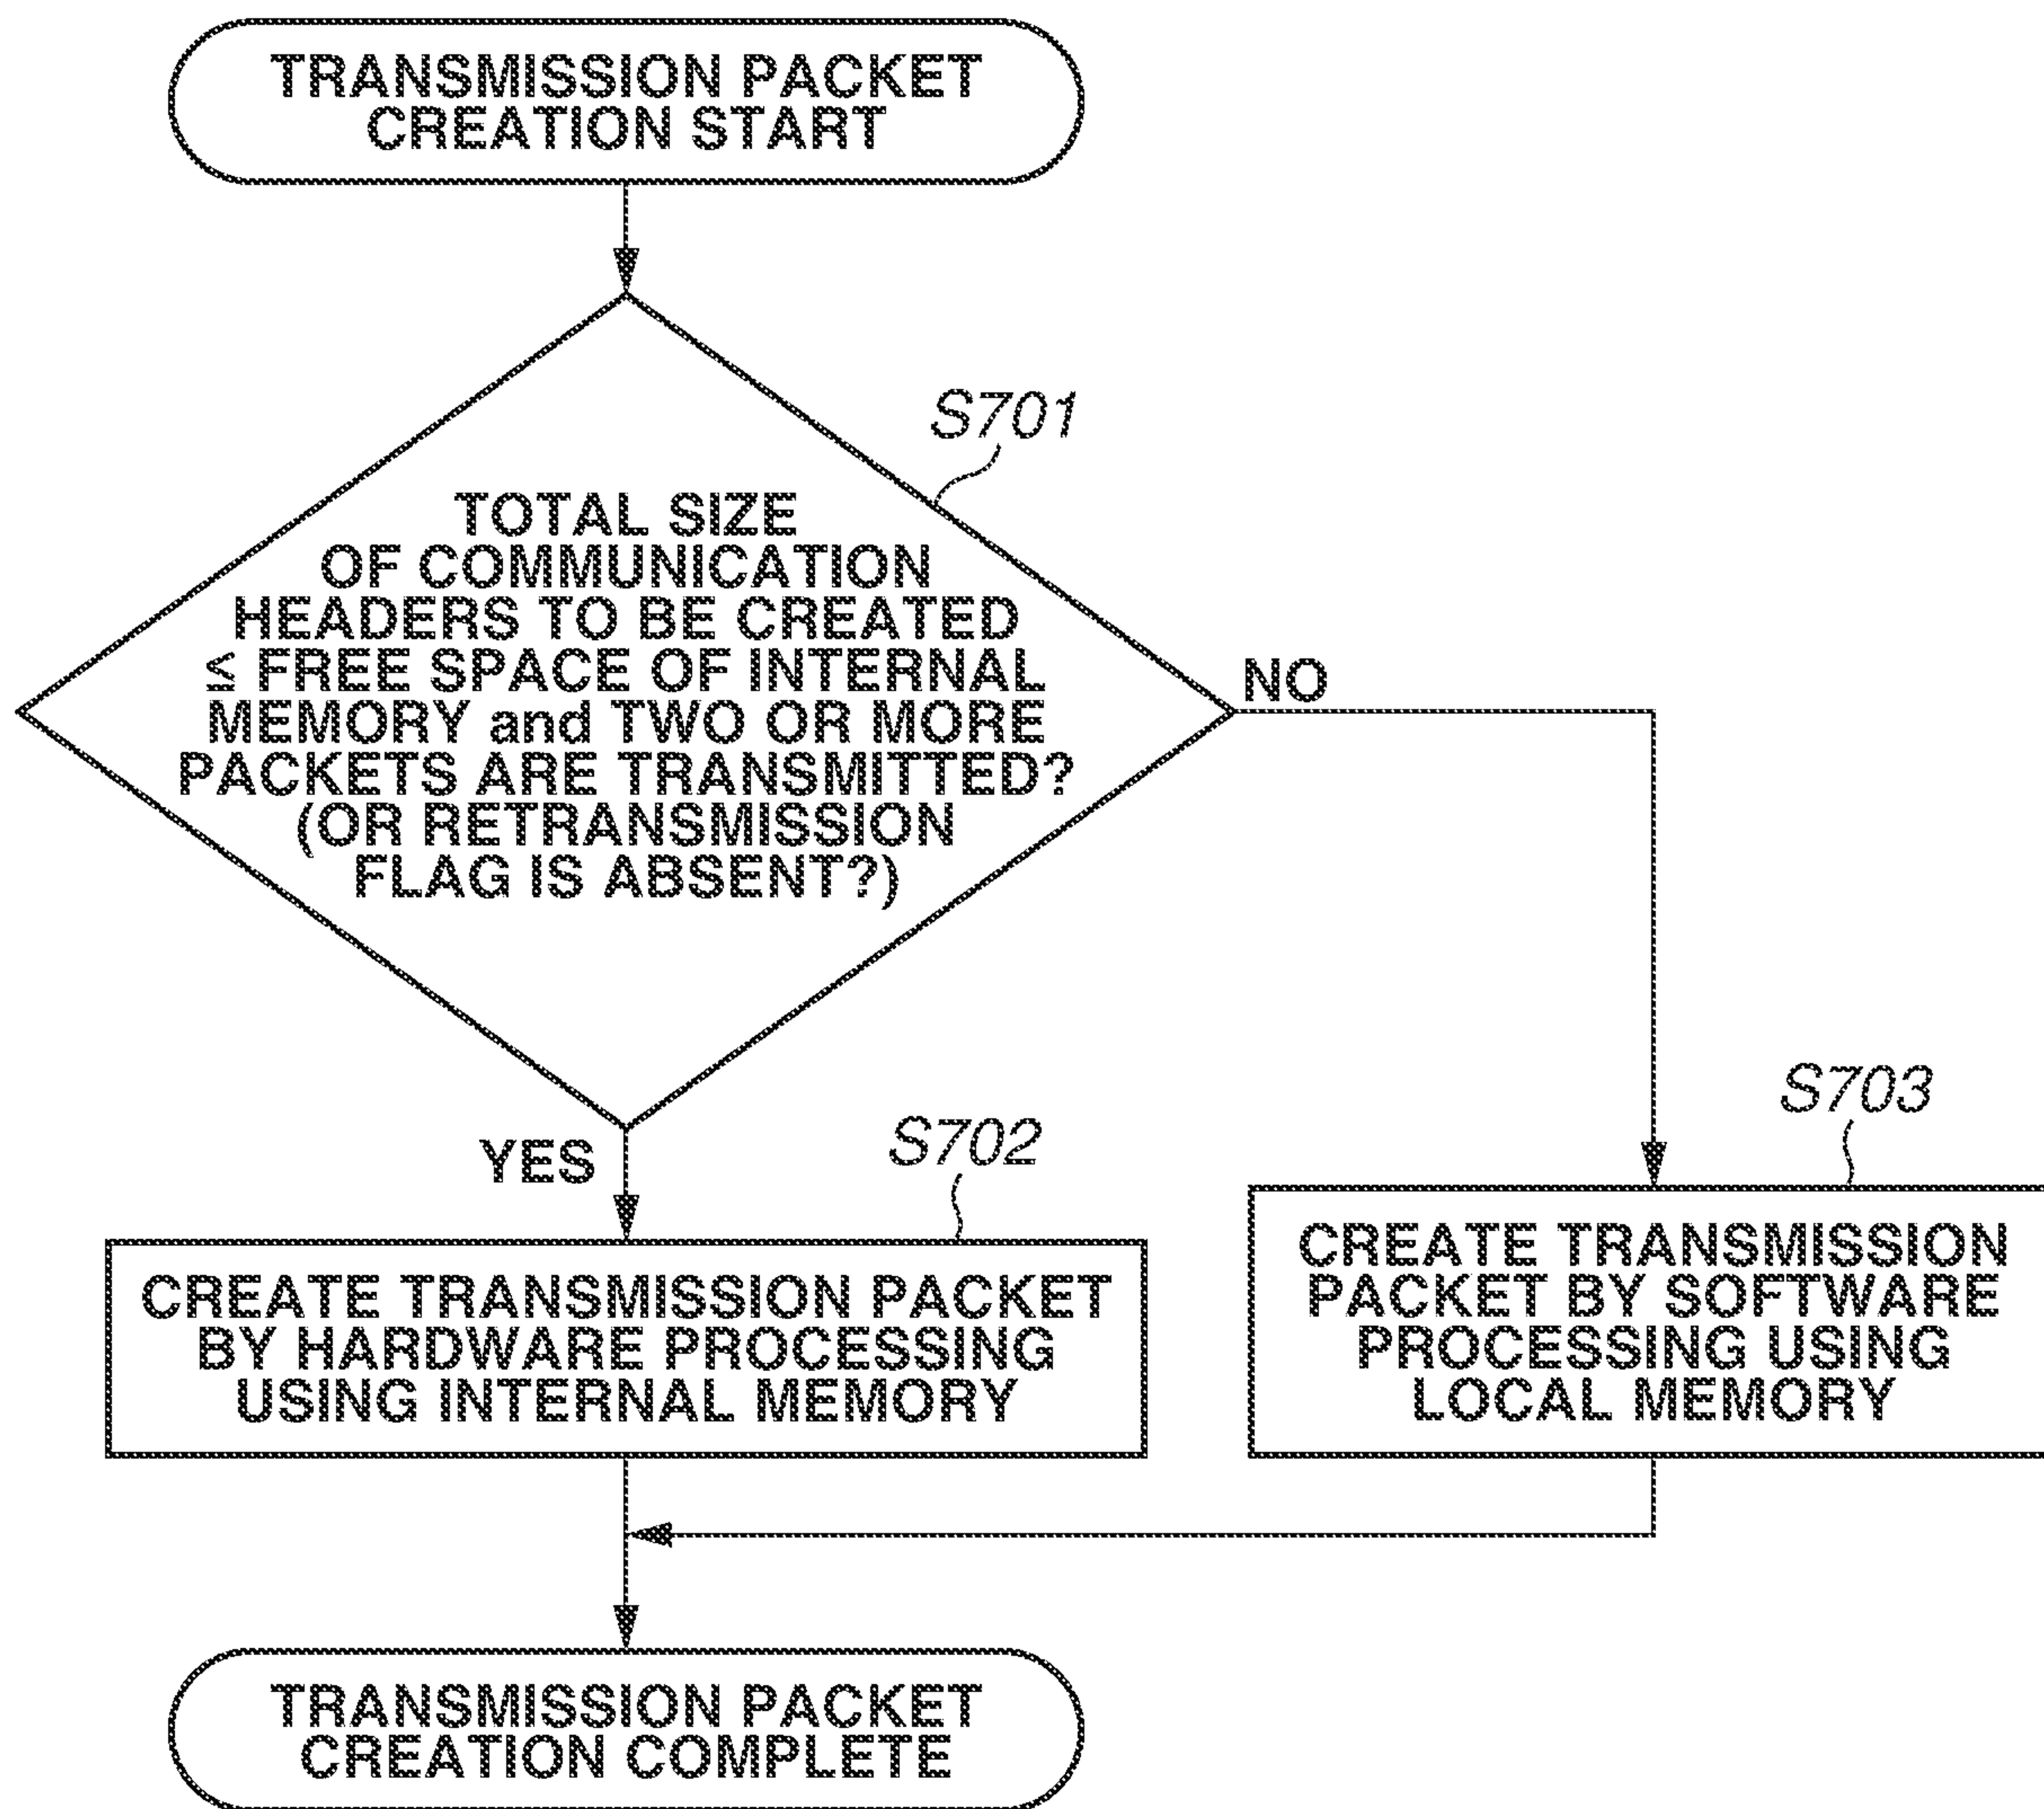 TRANSMISSION PACKET
CREATION START
S701
TOTAL SIZE
OF COMMUNICATION
HEADERS TO BE CREATED
≤ FREE SPACE OF INTERNAL
MEMORY and TWO OR MORE
PACKETS ARE TRANSMITTED?
(OR RETRANSMISSION
FLAG IS ABSENT?)
NO
YES
S702
CREATE TRANSMISSION PACKET
BY HARDWARE PROCESSING
USING INTERNAL MEMORY
S703
CREATE TRANSMISSION
PACKET BY SOFTWARE
PROCESSING USING
LOCAL MEMORY
TRANSMISSION PACKET
CREATION COMPLETE